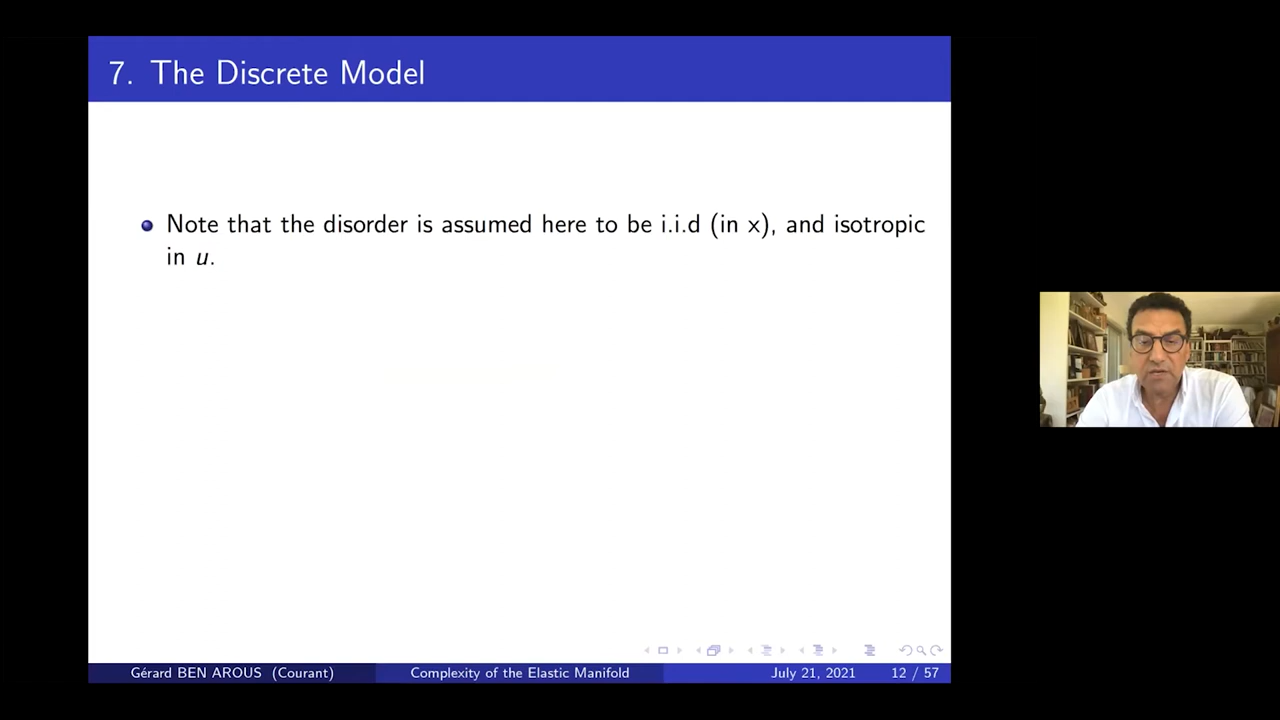 7. The Discrete Model
Note that the disorder is assumed here to be i.i.d (in x), and isotropic
in u.
Gérard BEN AROUS (Courant) Complexity of the Elastic Manifold July 21, 2021 12 / 57